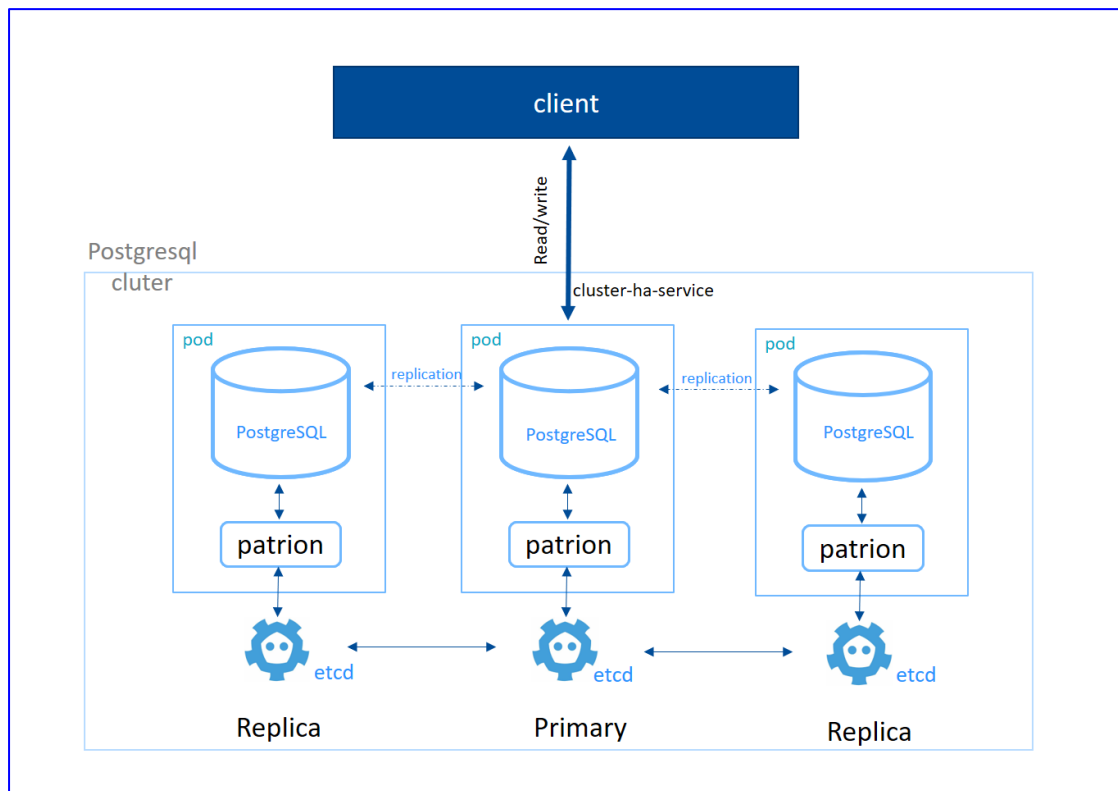 client
Read/write
Postgresql
cluter
cluster-ha-service
pod
pod
pod
replication
replication
PostgreSQL
PostgreSQL
PostgreSQL
patrion
patrion
patrion
etcd
etcd
etcd
Replica
Primary
Replica